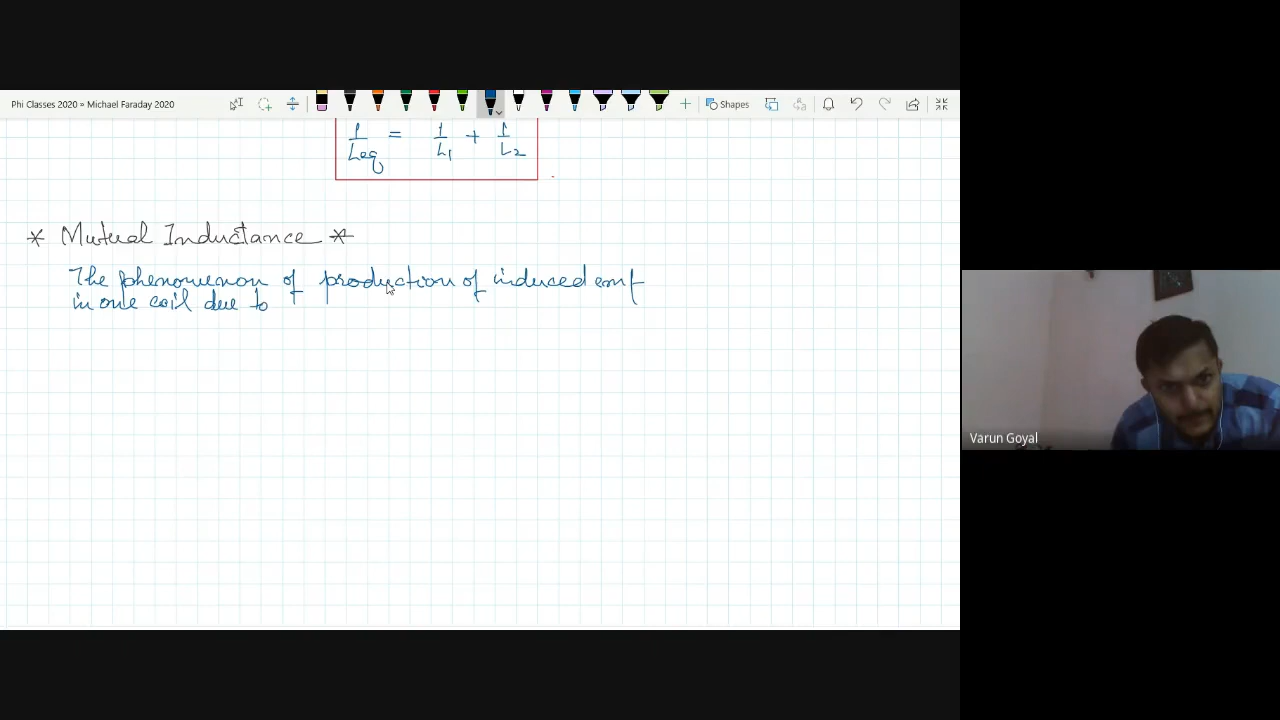 Phi Classes 2020 » Michael Faraday 2020
Shapes
1/Leq = 1/L1 + 1/L2
* Mutual Inductance *
The phenomenon of production of induced emf
in one coil due to
Varun Goyal